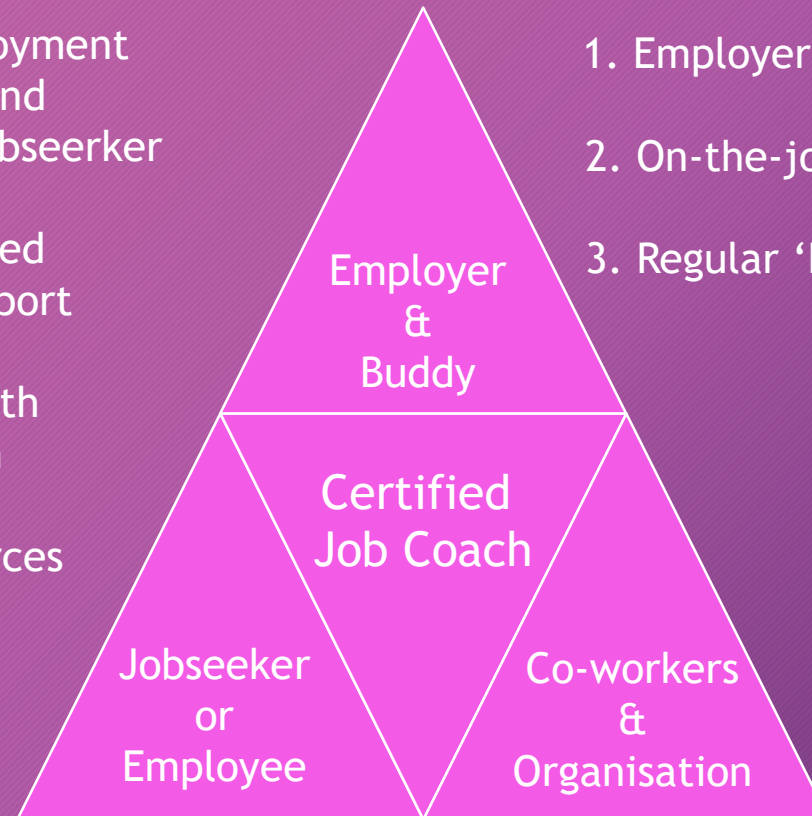 oyment
nd
bseerker
ed
port
th
rces
1. Employer
2. On-the-jo
3. Regular ‘
Employer
&
Buddy
Certified
Job Coach
Jobseeker
or
Employee
Co-workers
&
Organisation